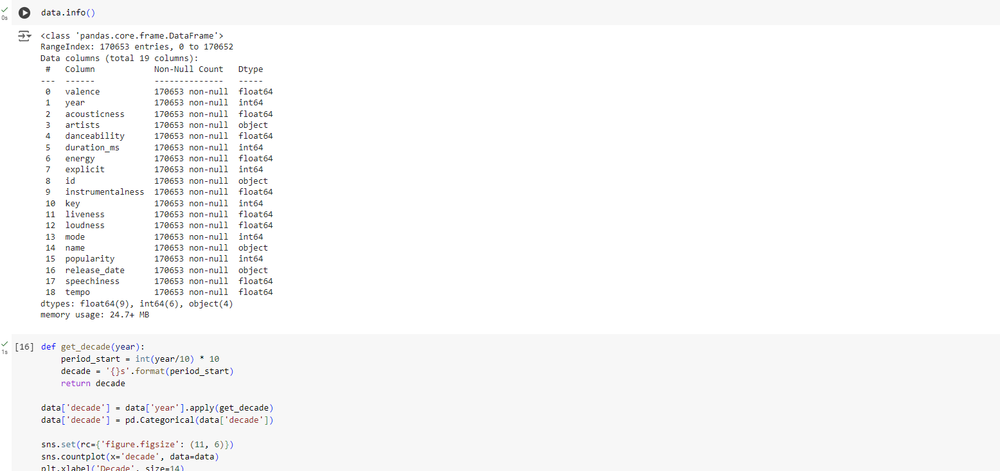 data.info()
0s
<class 'pandas.core.frame.DataFrame'>
RangeIndex: 170653 entries, 0 to 170652
Data columns (total 19 columns):
 #   Column            Non-Null Count   Dtype
---  ------            --------------   -----
 0   valence           170653 non-null  float64
 1   year              170653 non-null  int64
 2   acousticness      170653 non-null  float64
 3   artists           170653 non-null  object
 4   danceability      170653 non-null  float64
 5   duration_ms       170653 non-null  int64
 6   energy            170653 non-null  float64
 7   explicit          170653 non-null  int64
 8   id                170653 non-null  object
 9   instrumentalness  170653 non-null  float64
 10  key               170653 non-null  int64
 11  liveness          170653 non-null  float64
 12  loudness          170653 non-null  float64
 13  mode              170653 non-null  int64
 14  name              170653 non-null  object
 15  popularity        170653 non-null  int64
 16  release_date      170653 non-null  object
 17  speechiness       170653 non-null  float64
 18  tempo             170653 non-null  float64
dtypes: float64(9), int64(6), object(4)
memory usage: 24.7+ MB
[16] def get_decade(year):
1s
    period_start = int(year/10) * 10
    decade = '{}s'.format(period_start)
    return decade
data['decade'] = data['year'].apply(get_decade)
data['decade'] = pd.Categorical(data['decade'])
sns.set(rc={'figure.figsize': (11, 6)})
sns.countplot(x='decade', data=data)
plt.xlabel('Decade', size=14)